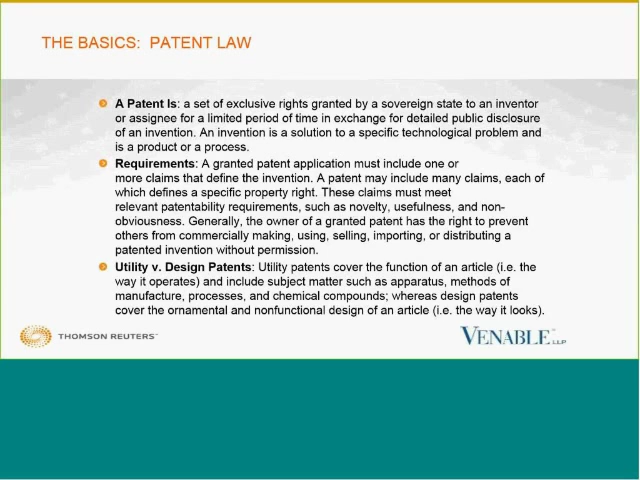 THE BASICS:  PATENT LAW
A Patent Is: a set of exclusive rights granted by a sovereign state to an inventor
or assignee for a limited period of time in exchange for detailed public disclosure
of an invention. An invention is a solution to a specific technological problem and
is a product or a process.
Requirements: A granted patent application must include one or
more claims that define the invention. A patent may include many claims, each of
which defines a specific property right. These claims must meet
relevant patentability requirements, such as novelty, usefulness, and non-
obviousness. Generally, the owner of a granted patent has the right to prevent
others from commercially making, using, selling, importing, or distributing a
patented invention without permission.
Utility v. Design Patents: Utility patents cover the function of an article (i.e. the
way it operates) and include subject matter such as apparatus, methods of
manufacture, processes, and chemical compounds; whereas design patents
cover the ornamental and nonfunctional design of an article (i.e. the way it looks).
THOMSON REUTERS™
VENABLE LLP